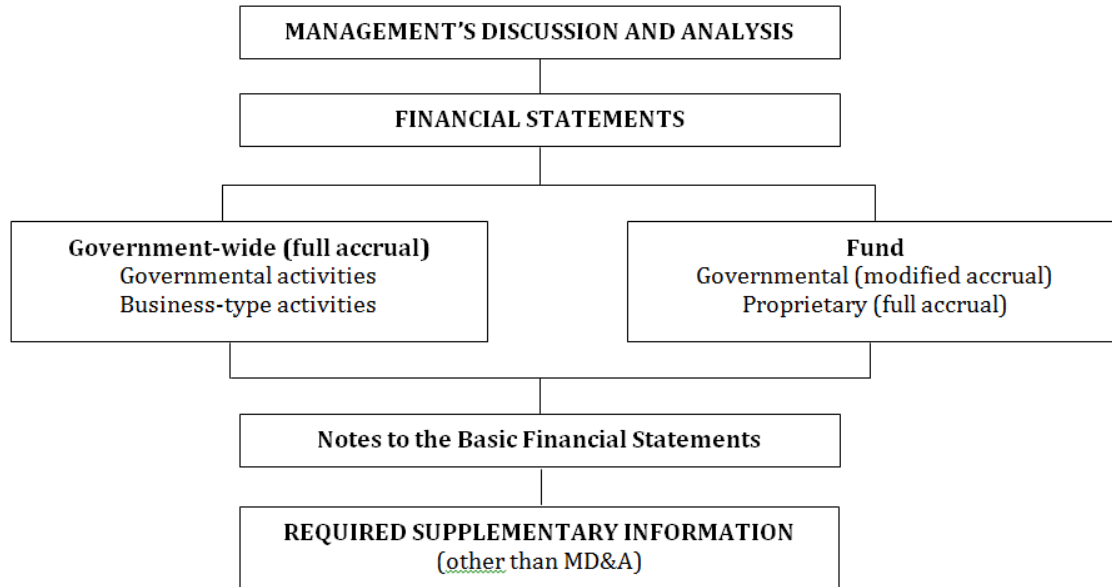 MANAGEMENT’S DISCUSSION AND ANALYSIS
FINANCIAL STATEMENTS
Government-wide (full accrual)
Governmental activities
Business-type activities
Fund
Governmental (modified accrual)
Proprietary (full accrual)
Notes to the Basic Financial Statements
REQUIRED SUPPLEMENTARY INFORMATION
(other than MD&A)